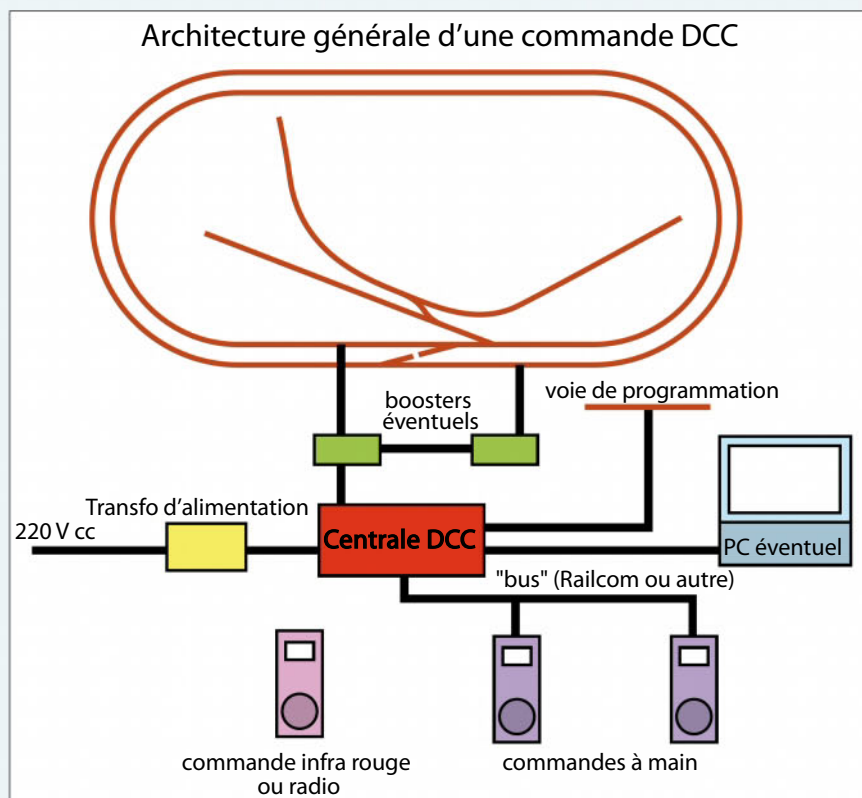 Architecture générale d'une commande DCC
boosters
éventuels
voie de programmation
Transfo d'alimentation
220 V cc
Centrale DCC
PC éventuel
"bus" (Railcom ou autre)
commande infra rouge
ou radio
commandes à main